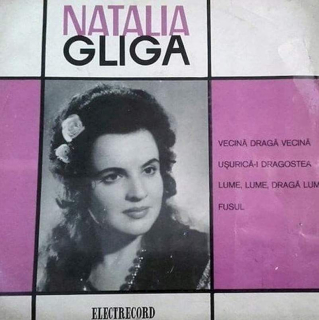 NATALIA
GLIGA
VECINĂ DRAGĂ VECINĂ
UȘURICĂ-I DRAGOSTEA
LUME, LUME, DRAGĂ LUM
FUSUL
ELECTRECORD